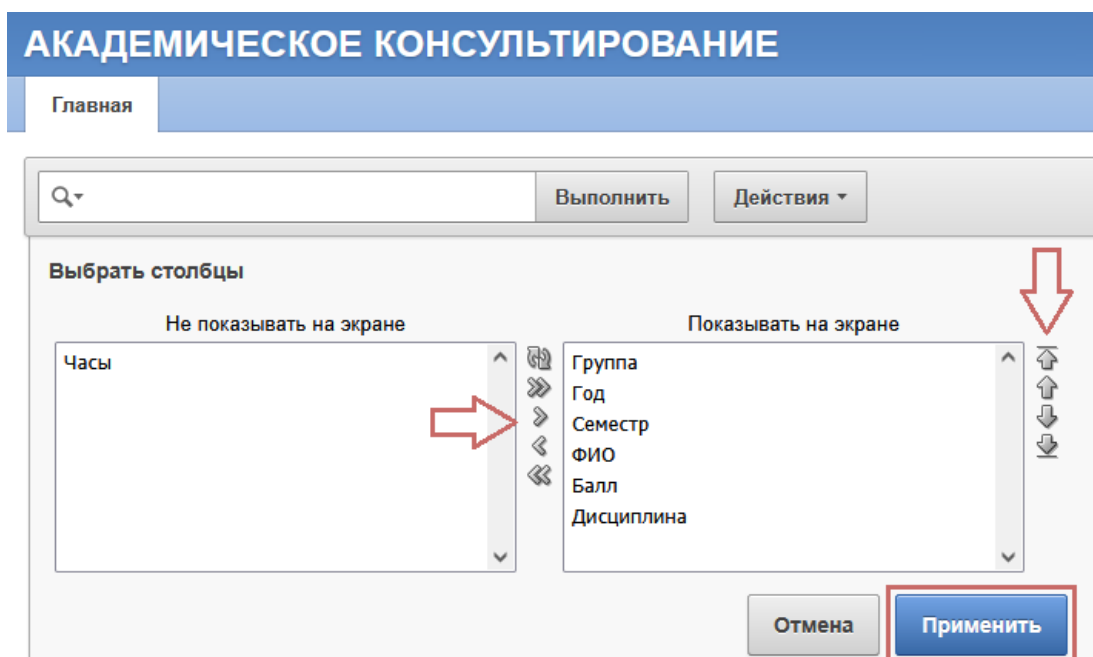 АКАДЕМИЧЕСКОЕ КОНСУЛЬТИРОВАНИЕ
Главная
Выполнить
Действия
Выбрать столбцы
Не показывать на экране
Показывать на экране
Часы
Группа
Год
Семестр
ФИО
Балл
Дисциплина
Отмена
Применить